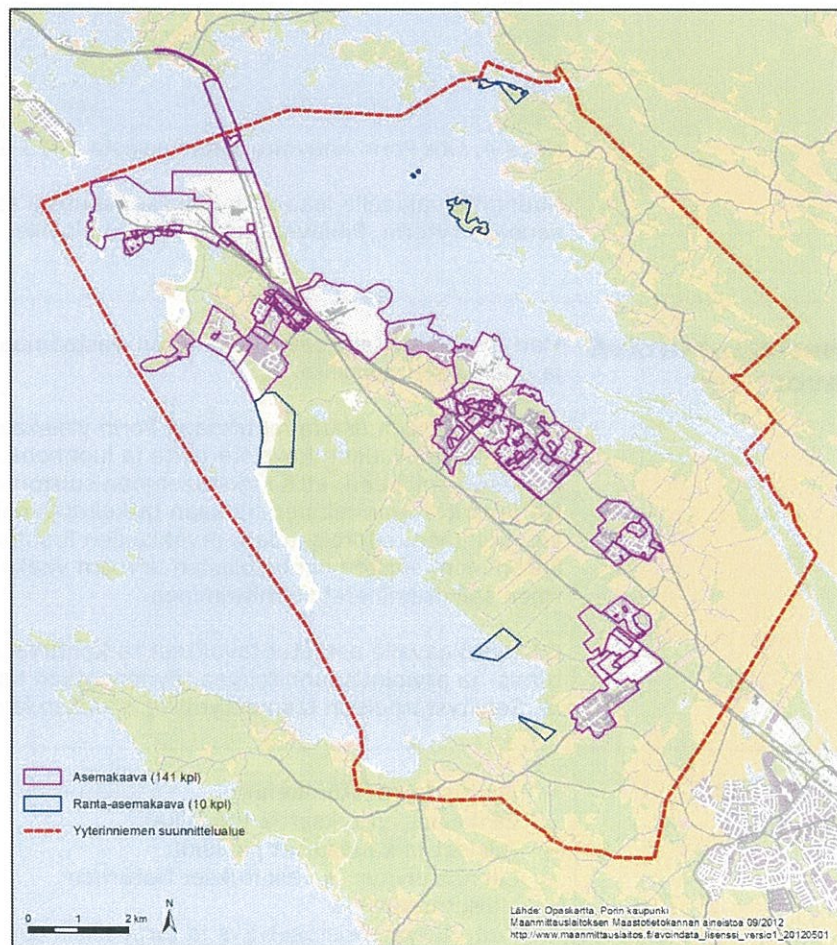 Asemakaava (141 kpl)
Ranta-asemakaava (10 kpl)
Yyterinniemen suunnittelualue
0 1 2 km
N
Lähde: Opaskartta, Porin kaupunki
Maanmittauslaitoksen Maastotietokannan aineistoa 09/2012
http://www.maanmittauslaitos.fi/avoindata_lisenssi_versio1_20120501